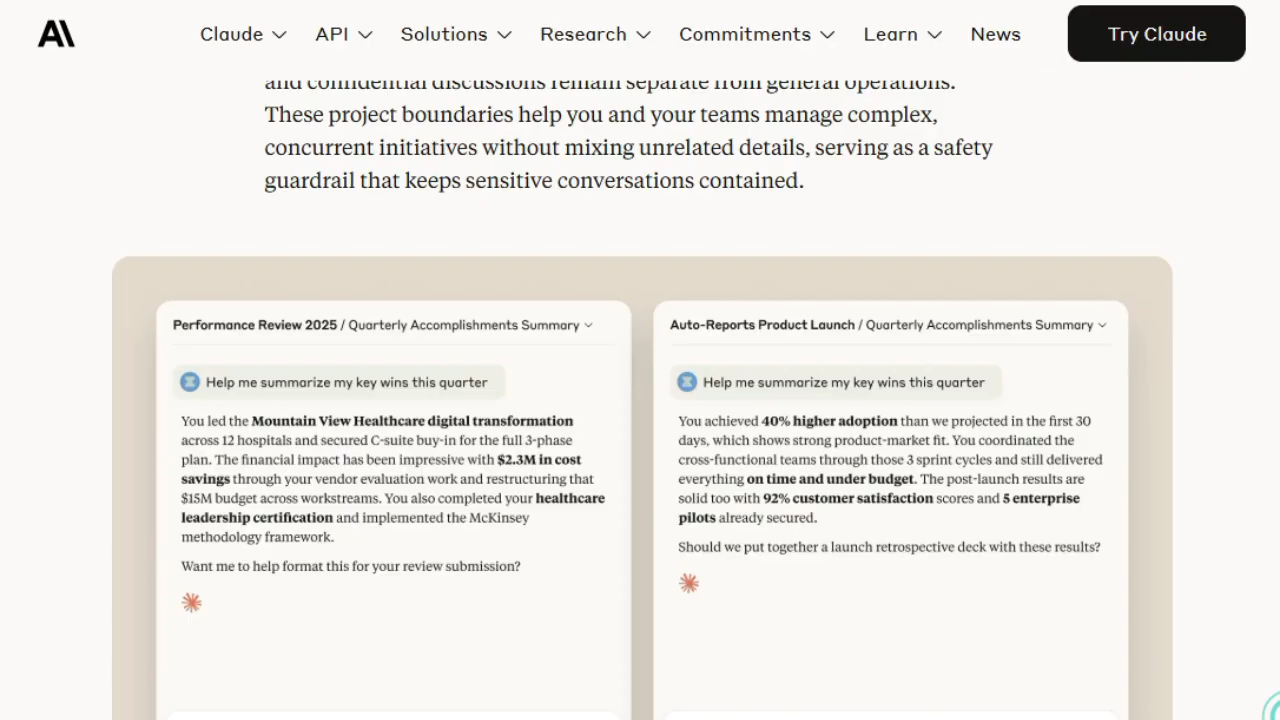 Claude API Solutions Research Commitments Learn News Try Claude
and confidential discussions remain separate from general operations.
These project boundaries help you and your teams manage complex,
concurrent initiatives without mixing unrelated details, serving as a safety
guardrail that keeps sensitive conversations contained.
Performance Review 2025 / Quarterly Accomplishments Summary
Help me summarize my key wins this quarter
You led the Mountain View Healthcare digital transformation
across 12 hospitals and secured C-suite buy-in for the full 3-phase
plan. The financial impact has been impressive with $2.3M in cost
savings through your vendor evaluation work and restructuring that
$15M budget across workstreams. You also completed your healthcare
leadership certification and implemented the McKinsey
methodology framework.
Want me to help format this for your review submission?
Auto-Reports Product Launch / Quarterly Accomplishments Summary
Help me summarize my key wins this quarter
You achieved 40% higher adoption than we projected in the first 30
days, which shows strong product-market fit. You coordinated the
cross-functional teams through those 3 sprint cycles and still delivered
everything on time and under budget. The post-launch results are
solid too with 92% customer satisfaction scores and 5 enterprise
pilots already secured.
Should we put together a launch retrospective deck with these results?